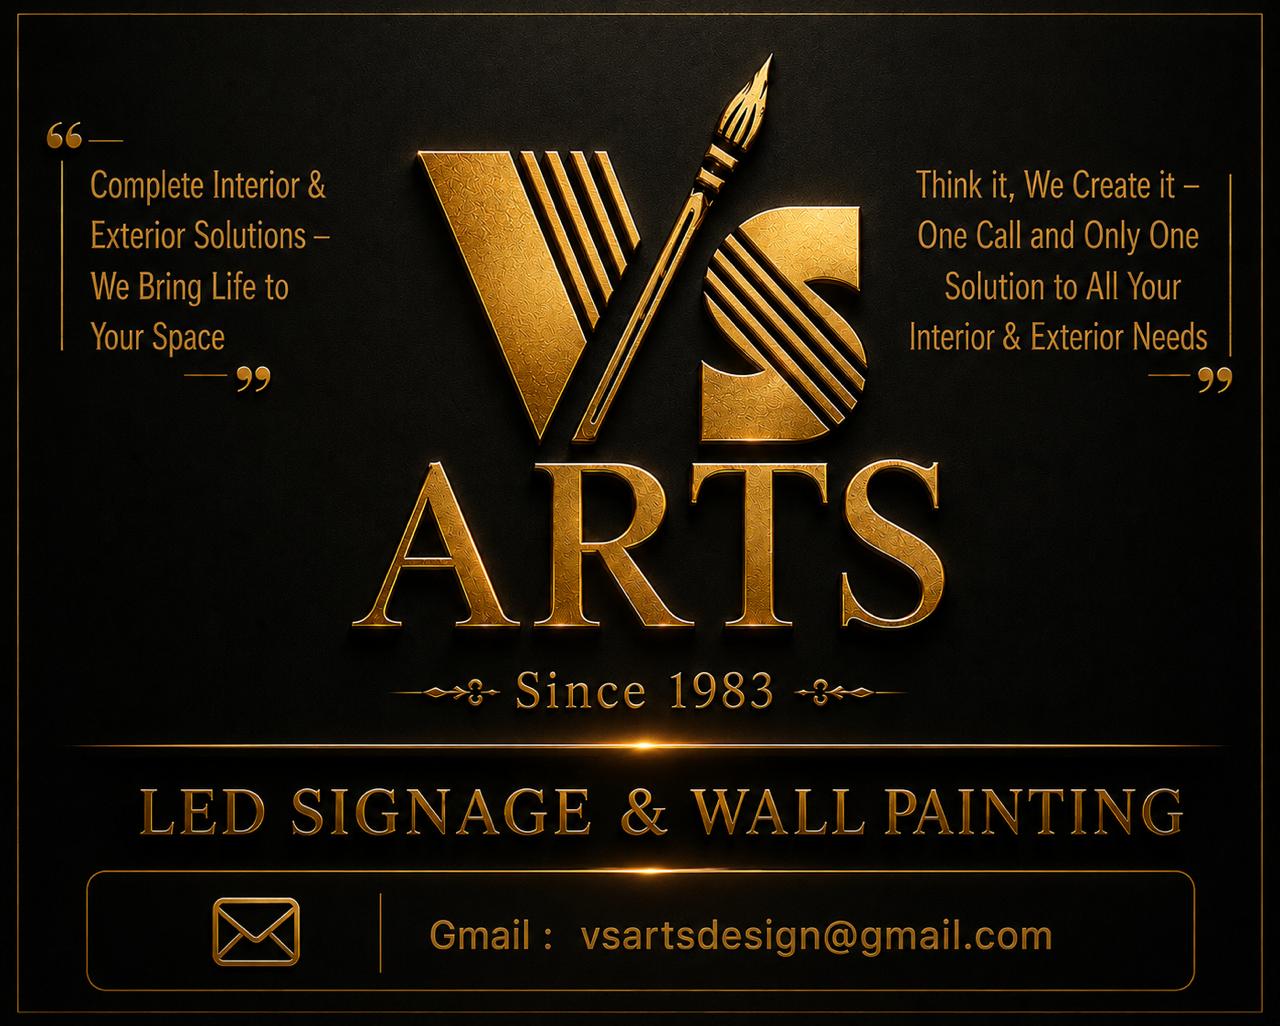 “
Complete Interior &
Exterior Solutions –
We Bring Life to
Your Space
”
Vs
ARTS
Think it, We Create it –
One Call and Only One
Solution to All Your
Interior & Exterior Needs
”
Since 1983
LED SIGNAGE & WALL PAINTING
Gmail : vsartsdesign@gmail.com